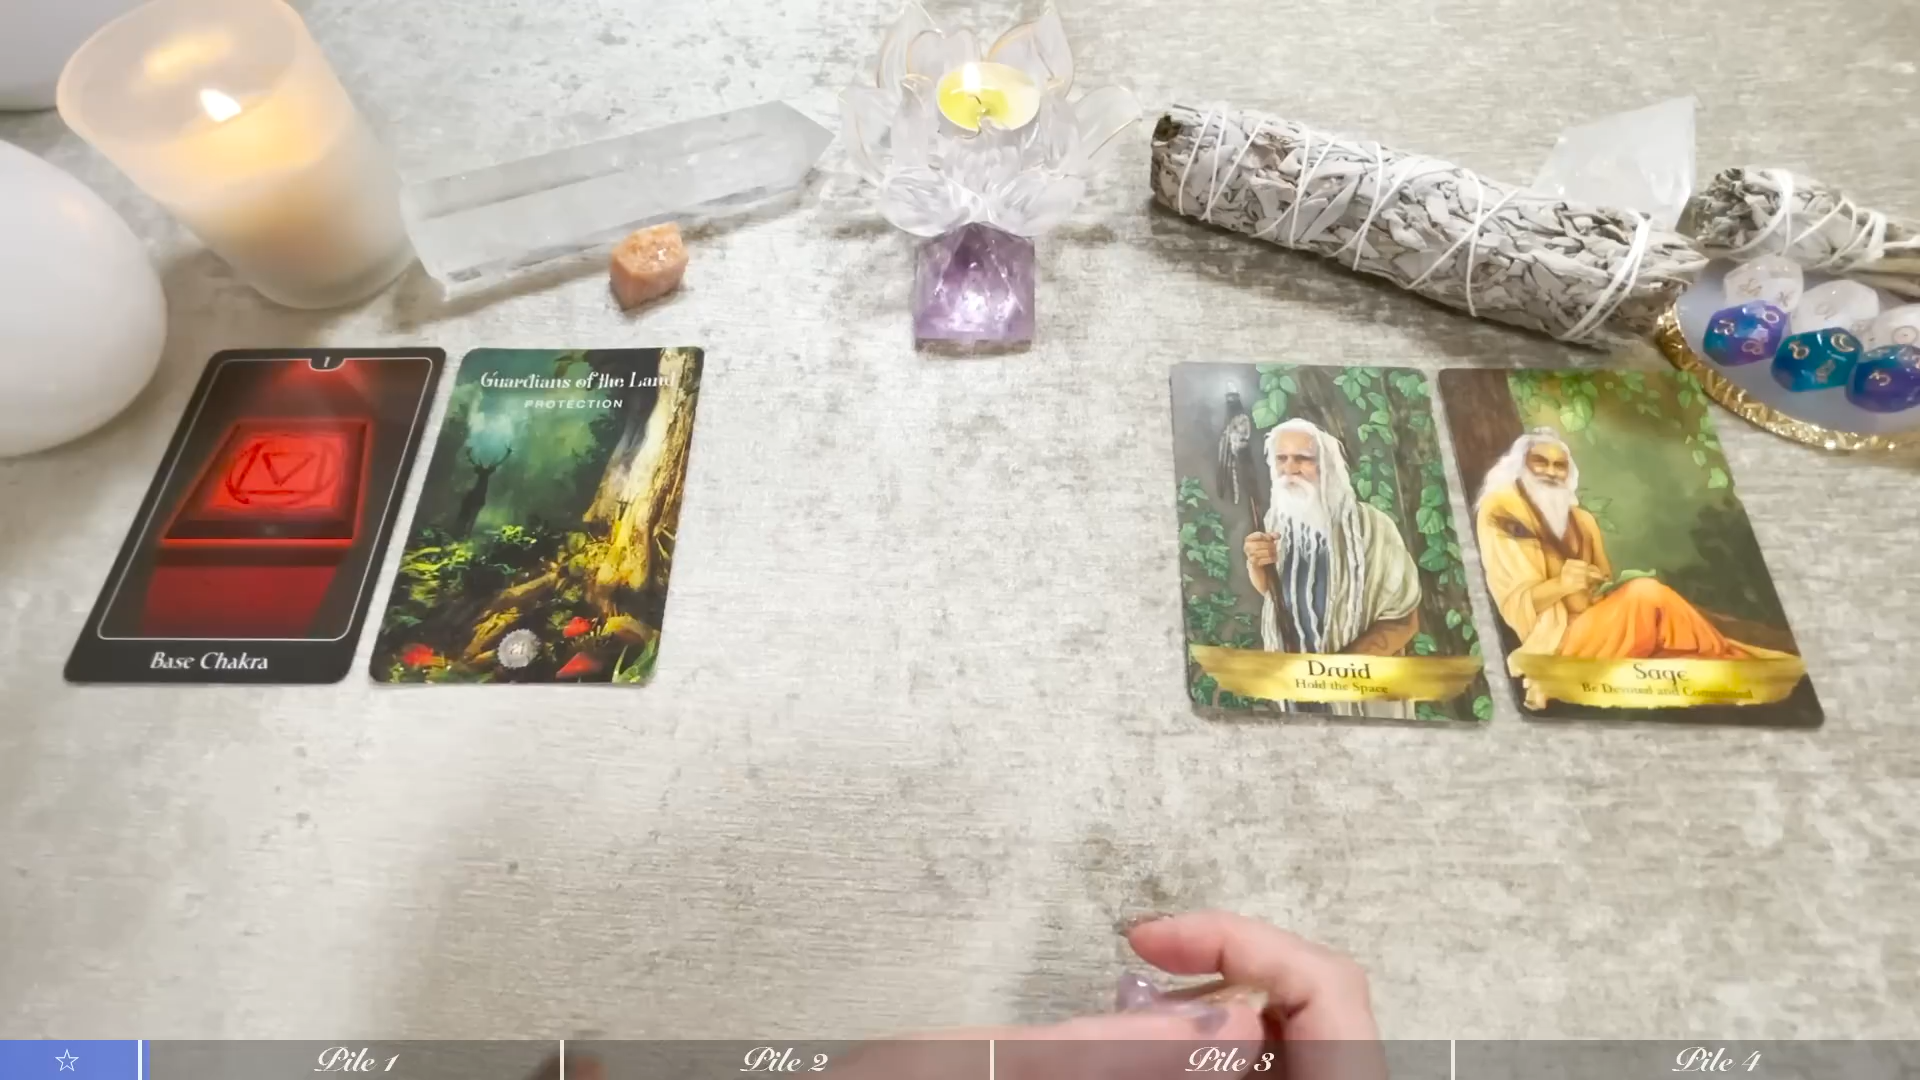 1
Base Chakra
Guardians of the Land
PROTECTION
Druid
Hold the Space
Sage
Be Devoted and Committed
☆
Pile 1
Pile 2
Pile 3
Pile 4